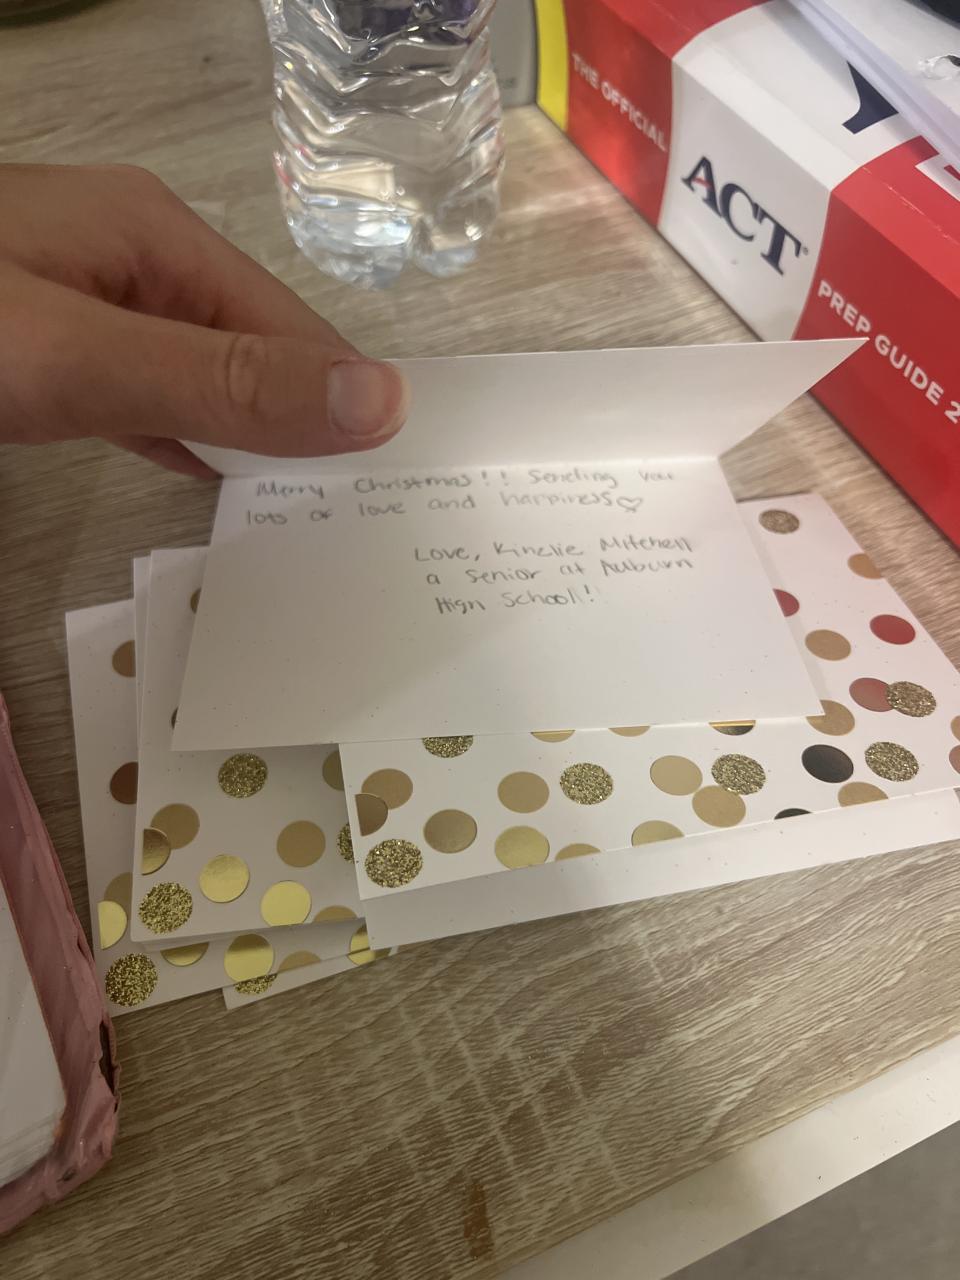 THE OFFICIAL
ACT
PREP GUIDE 2
Merry Christmas!! Sending you
lots of love and happiness♡
Love, Kinzlie Mitchell
a senior at Auburn
High School!